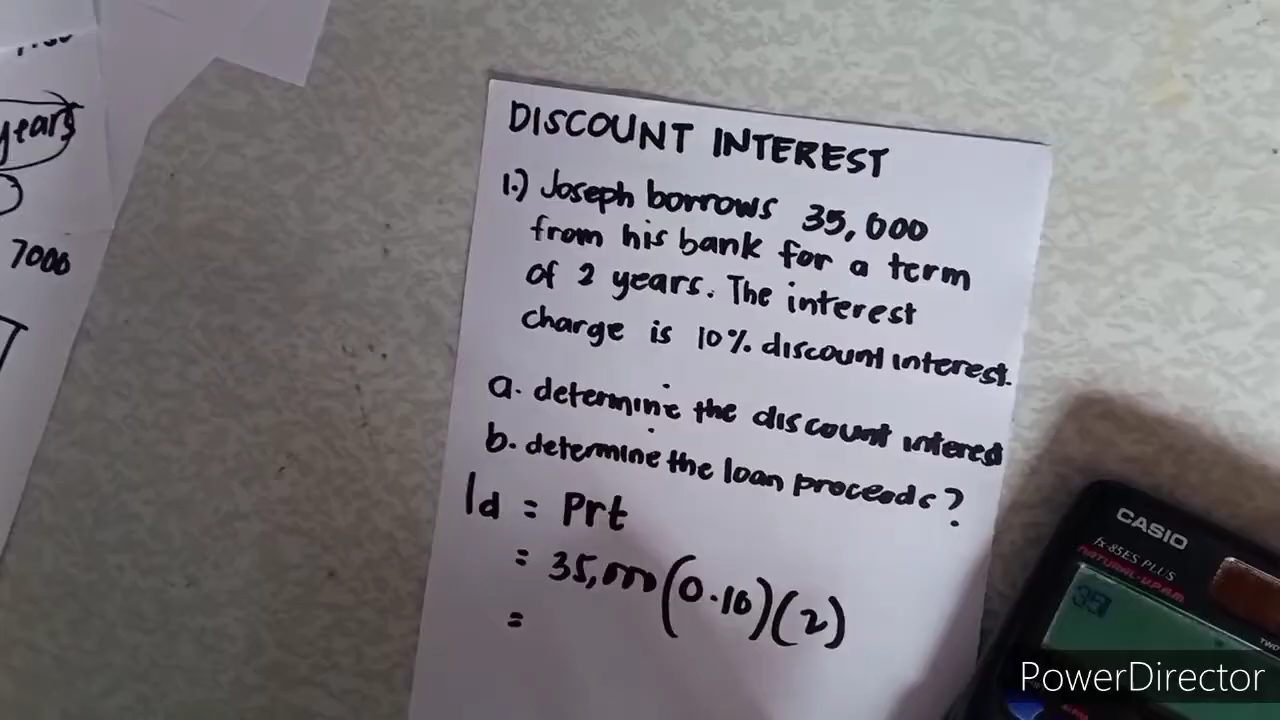 years
7000
DISCOUNT INTEREST
1.) Joseph borrows 35,000
from his bank for a term
of 2 years. The interest
charge is 10% discount interest.
a. determine the discount interest
b. determine the loan proceeds?
Id = Prt
= 35,000(0.10)(2)
=
CASIO
fx-85ES PLUS
NATURAL-V.P.A.M.
35
PowerDirector